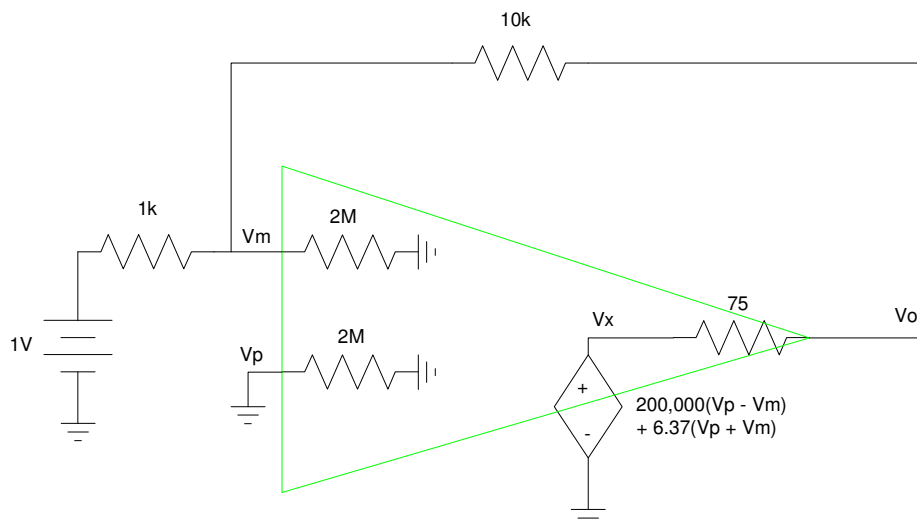 10k
1k
Vm
2M
75
Vx
Vo
1V
Vp
2M
+
200,000(Vp - Vm)
+ 6.37(Vp + Vm)
-